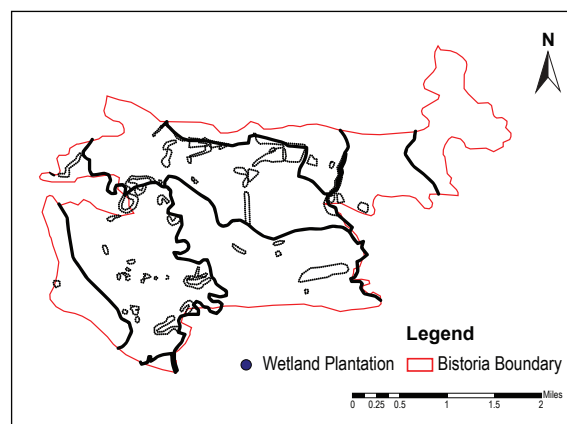 N
Legend
Wetland Plantation Bistoria Boundary
Miles
0 0.25 0.5 1 1.5 2